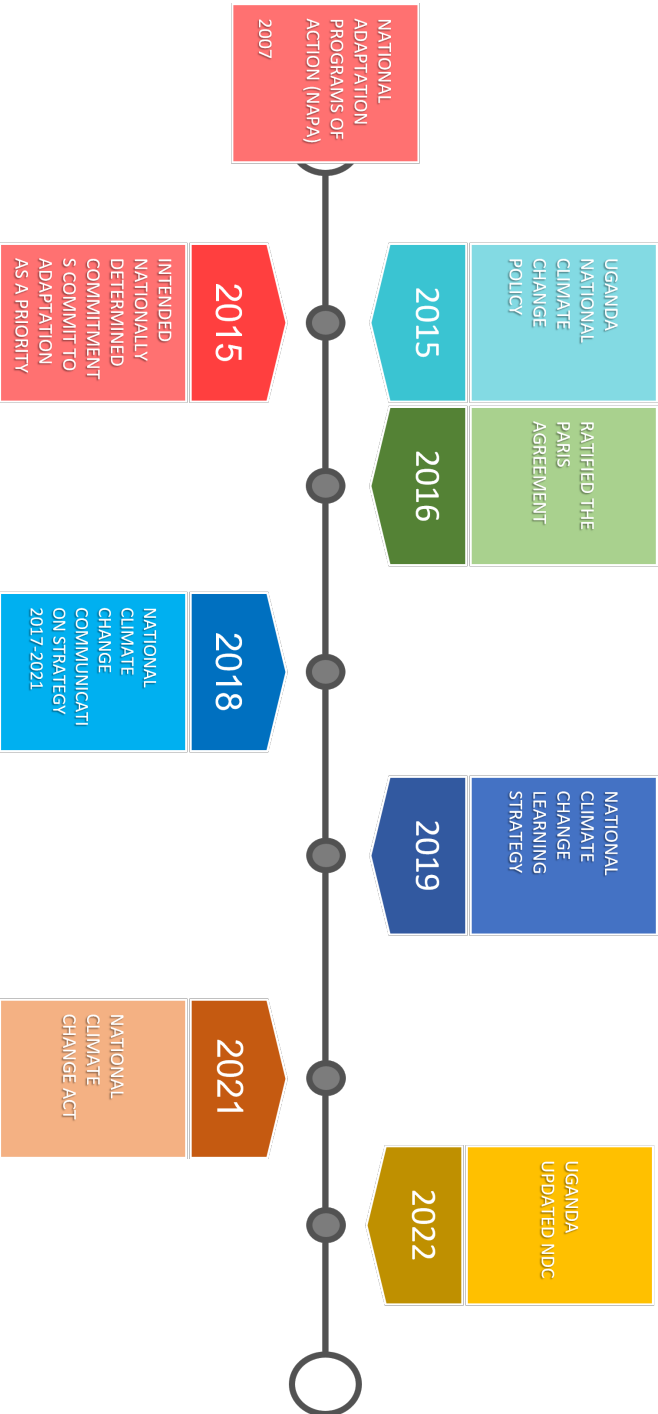 NATIONAL
ADAPTATION
PROGRAMS OF
ACTION (NAPA)
2007
UGANDA
NATIONAL
CLIMATE
CHANGE
POLICY
2015
2015
INTENDED
NATIONALLY
DETERMINED
COMMITMENT
S COMMIT TO
ADAPTATION
AS A PRIORITY
RATIFIED THE
PARIS
AGREEMENT
2016
2018
NATIONAL
CLIMATE
CHANGE
COMMUNICATI
ON STRATEGY
2017-2021
NATIONAL
CLIMATE
CHANGE
LEARNING
STRATEGY
2019
2021
NATIONAL
CLIMATE
CHANGE ACT
UGANDA
UPDATED NDC
2022